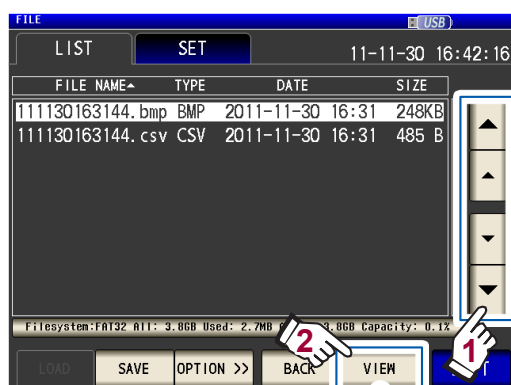 FILE USB
LIST SET 11-11-30 16:42:16
FILE NAME TYPE DATE SIZE
111130163144.bmp BMP 2011-11-30 16:31 248KB
111130163144.csv CSV 2011-11-30 16:31 485 B
Filesystem:FAT32 All: 3.8GB Used: 2.7MB 3.8GB Capacity: 0.1%
2
1
LOAD SAVE OPTION >> BACK VIEW